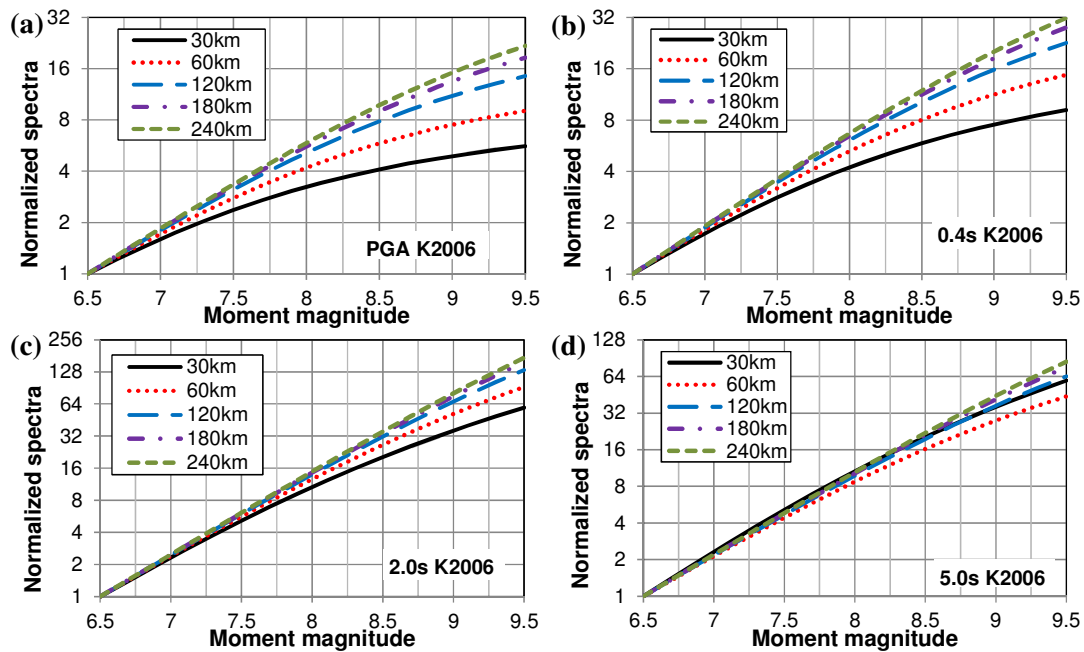 (a)
Normalized spectra
32
16
8
4
2
1
30km
60km
120km
180km
240km
PGA K2006
6.5 7 7.5 8 8.5 9 9.5
Moment magnitude
(b)
Normalized spectra
32
16
8
4
2
1
30km
60km
120km
180km
240km
0.4s K2006
6.5 7 7.5 8 8.5 9 9.5
Moment magnitude
(c)
Normalized spectra
256
128
64
32
16
8
4
2
1
30km
60km
120km
180km
240km
2.0s K2006
6.5 7 7.5 8 8.5 9 9.5
Moment magnitude
(d)
Normalized spectra
128
64
32
16
8
4
2
1
30km
60km
120km
180km
240km
5.0s K2006
6.5 7 7.5 8 8.5 9 9.5
Moment magnitude